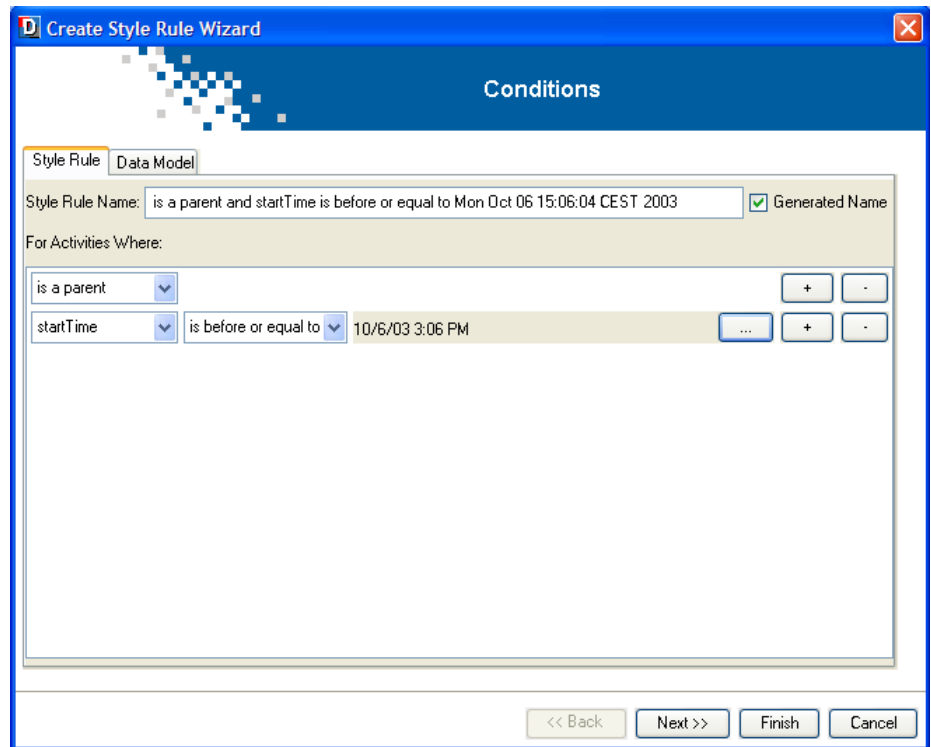 D Create Style Rule Wizard
Conditions
Style Rule Data Model
Style Rule Name: is a parent and startTime is before or equal to Mon Oct 06 15:06:04 CEST 2003 Generated Name
For Activities Where:
is a parent + -
startTime is before or equal to 10/6/03 3:06 PM ... + -
<< Back Next >> Finish Cancel